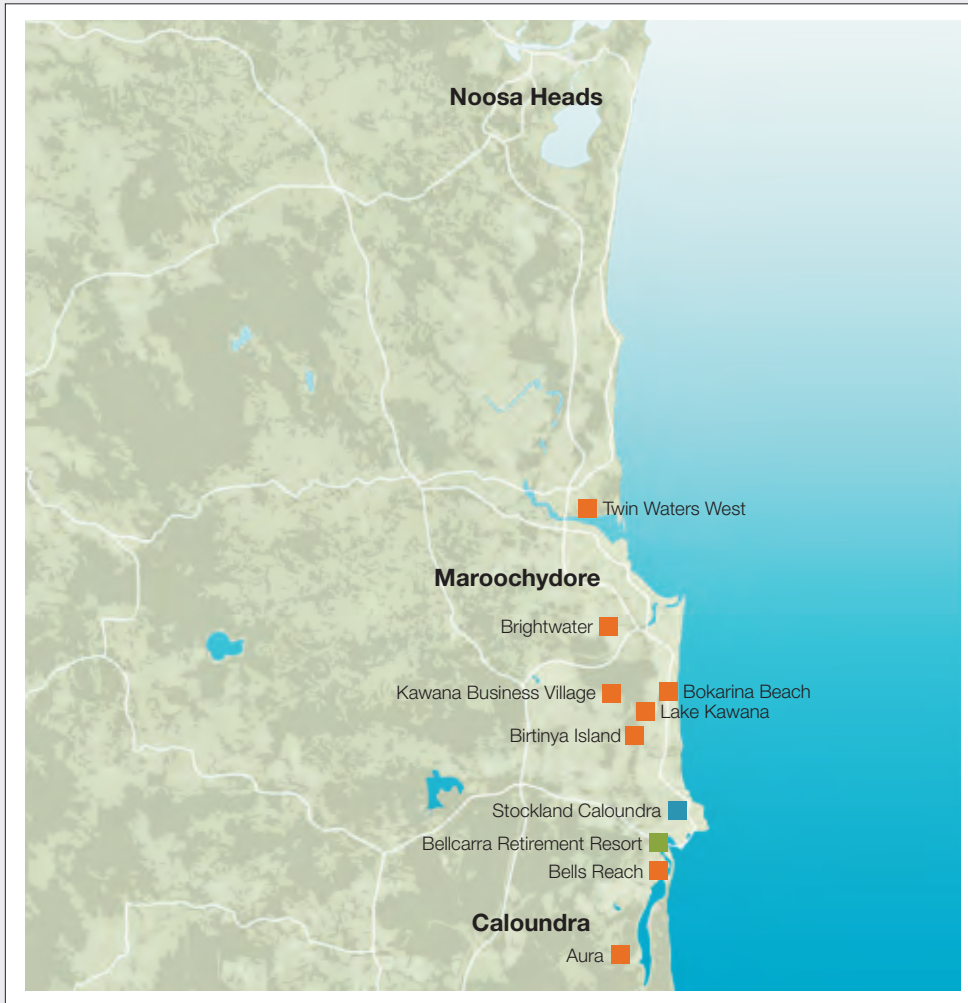 Noosa Heads
Twin Waters West
Maroochydore
Brightwater
Kawana Business Village
Bokarina Beach
Lake Kawana
Birtinya Island
Stockland Caloundra
Bellcarra Retirement Resort
Bells Reach
Caloundra
Aura